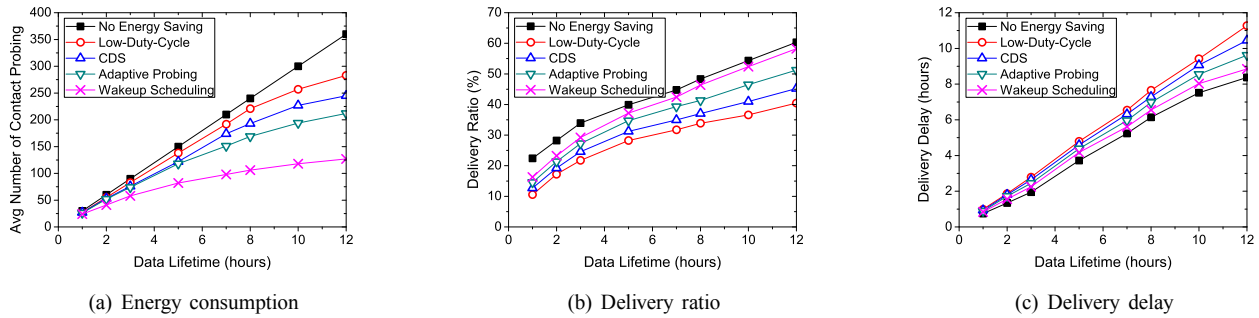 400
350
300
250
200
150
100
50
0
Avg Number of Contact Probing
No Energy Saving
Low-Duty-Cycle
CDS
Adaptive Probing
Wakeup Scheduling
0 2 4 6 8 10 12
Data Lifetime (hours)
(a) Energy consumption
70
60
50
40
30
20
10
0
Delivery Ratio (%)
No Energy Saving
Low-Duty-Cycle
CDS
Adaptive Probing
Wakeup Scheduling
0 2 4 6 8 10 12
Data Lifetime (hours)
(b) Delivery ratio
12
10
8
6
4
2
0
Delivery Delay (hours)
No Energy Saving
Low-Duty-Cycle
CDS
Adaptive Probing
Wakeup Scheduling
0 2 4 6 8 10 12
Data Lifetime (hours)
(c) Delivery delay